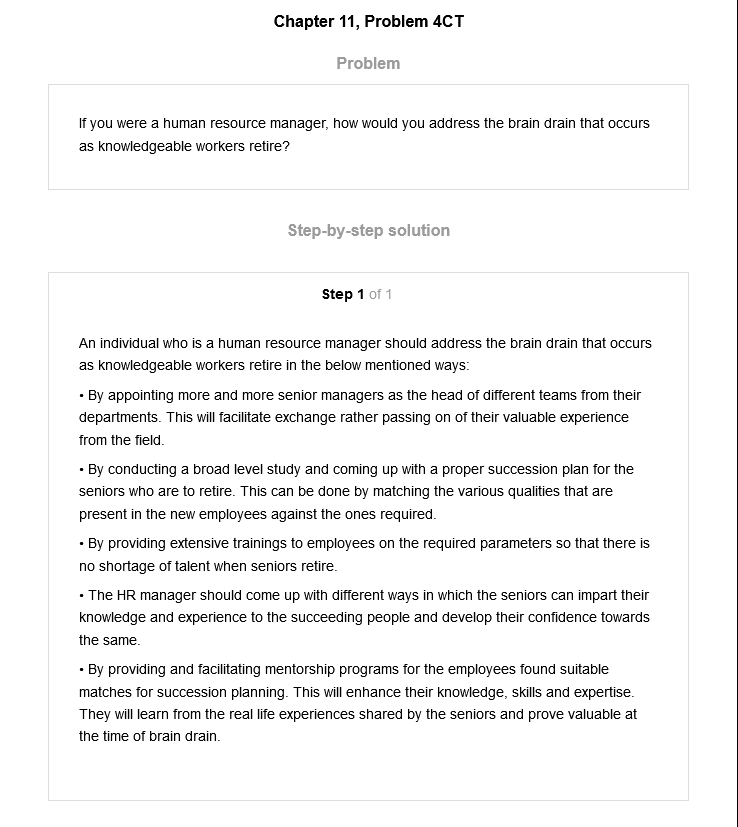 Chapter 11, Problem 4CT
Problem
If you were a human resource manager, how would you address the brain drain that occurs
as knowledgeable workers retire?
Step-by-step solution
Step 1 of 1
An individual who is a human resource manager should address the brain drain that occurs
as knowledgeable workers retire in the below mentioned ways:
• By appointing more and more senior managers as the head of different teams from their
departments. This will facilitate exchange rather passing on of their valuable experience
from the field.
• By conducting a broad level study and coming up with a proper succession plan for the
seniors who are to retire. This can be done by matching the various qualities that are
present in the new employees against the ones required.
• By providing extensive trainings to employees on the required parameters so that there is
no shortage of talent when seniors retire.
• The HR manager should come up with different ways in which the seniors can impart their
knowledge and experience to the succeeding people and develop their confidence towards
the same.
• By providing and facilitating mentorship programs for the employees found suitable
matches for succession planning. This will enhance their knowledge, skills and expertise.
They will learn from the real life experiences shared by the seniors and prove valuable at
the time of brain drain.